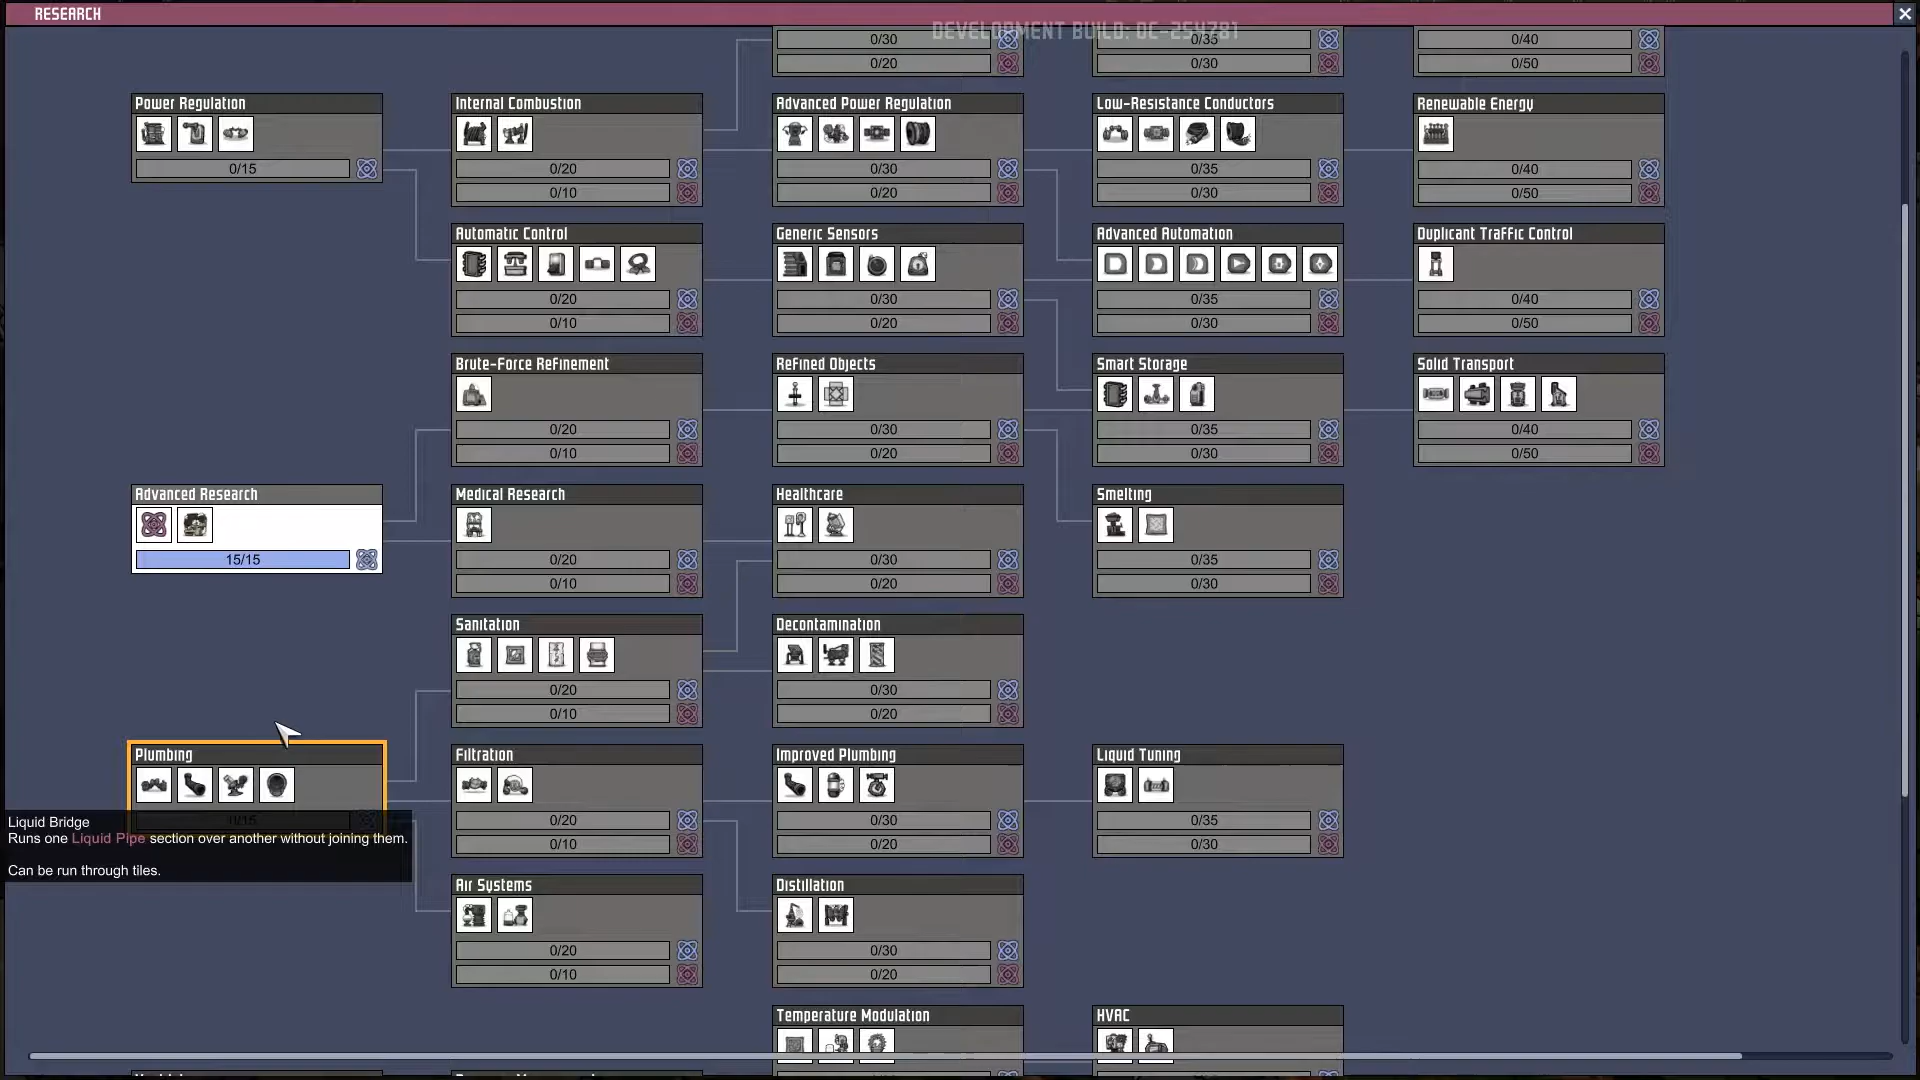 RESEARCH
DEVELOPMENT BUILD: OC-254781
0/30
0/20
0/35
0/30
0/40
0/50
Power Regulation
0/15
Internal Combustion
0/20
0/10
Advanced Power Regulation
0/30
0/20
Low-Resistance Conductors
0/35
0/30
Renewable Energy
0/40
0/50
Automatic Control
0/20
0/10
Generic Sensors
0/30
0/20
Advanced Automation
0/35
0/30
Duplicant Traffic Control
0/40
0/50
Brute-Force Refinement
0/20
0/10
Refined Objects
0/30
0/20
Smart Storage
0/35
0/30
Solid Transport
0/40
0/50
Advanced Research
15/15
Medical Research
0/20
0/10
Healthcare
0/30
0/20
Smelting
0/35
0/30
Sanitation
0/20
0/10
Decontamination
0/30
0/20
Plumbing
0/15
Liquid Bridge
Runs one Liquid Pipe section over another without joining them.
Can be run through tiles.
Filtration
0/20
0/10
Improved Plumbing
0/30
0/20
Liquid Tuning
0/35
0/30
Air Systems
0/20
0/10
Distillation
0/30
0/20
Temperature Modulation
HVAC